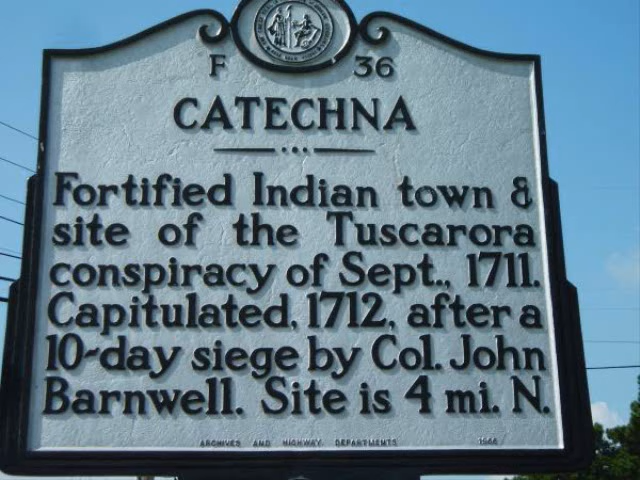 F 36
CATECHNA
Fortified Indian town &
site of the Tuscarora
conspiracy of Sept., 1711.
Capitulated, 1712, after a
10-day siege by Col. John
Barnwell. Site is 4 mi. N.
ARCHIVES AND HIGHWAY DEPARTMENTS